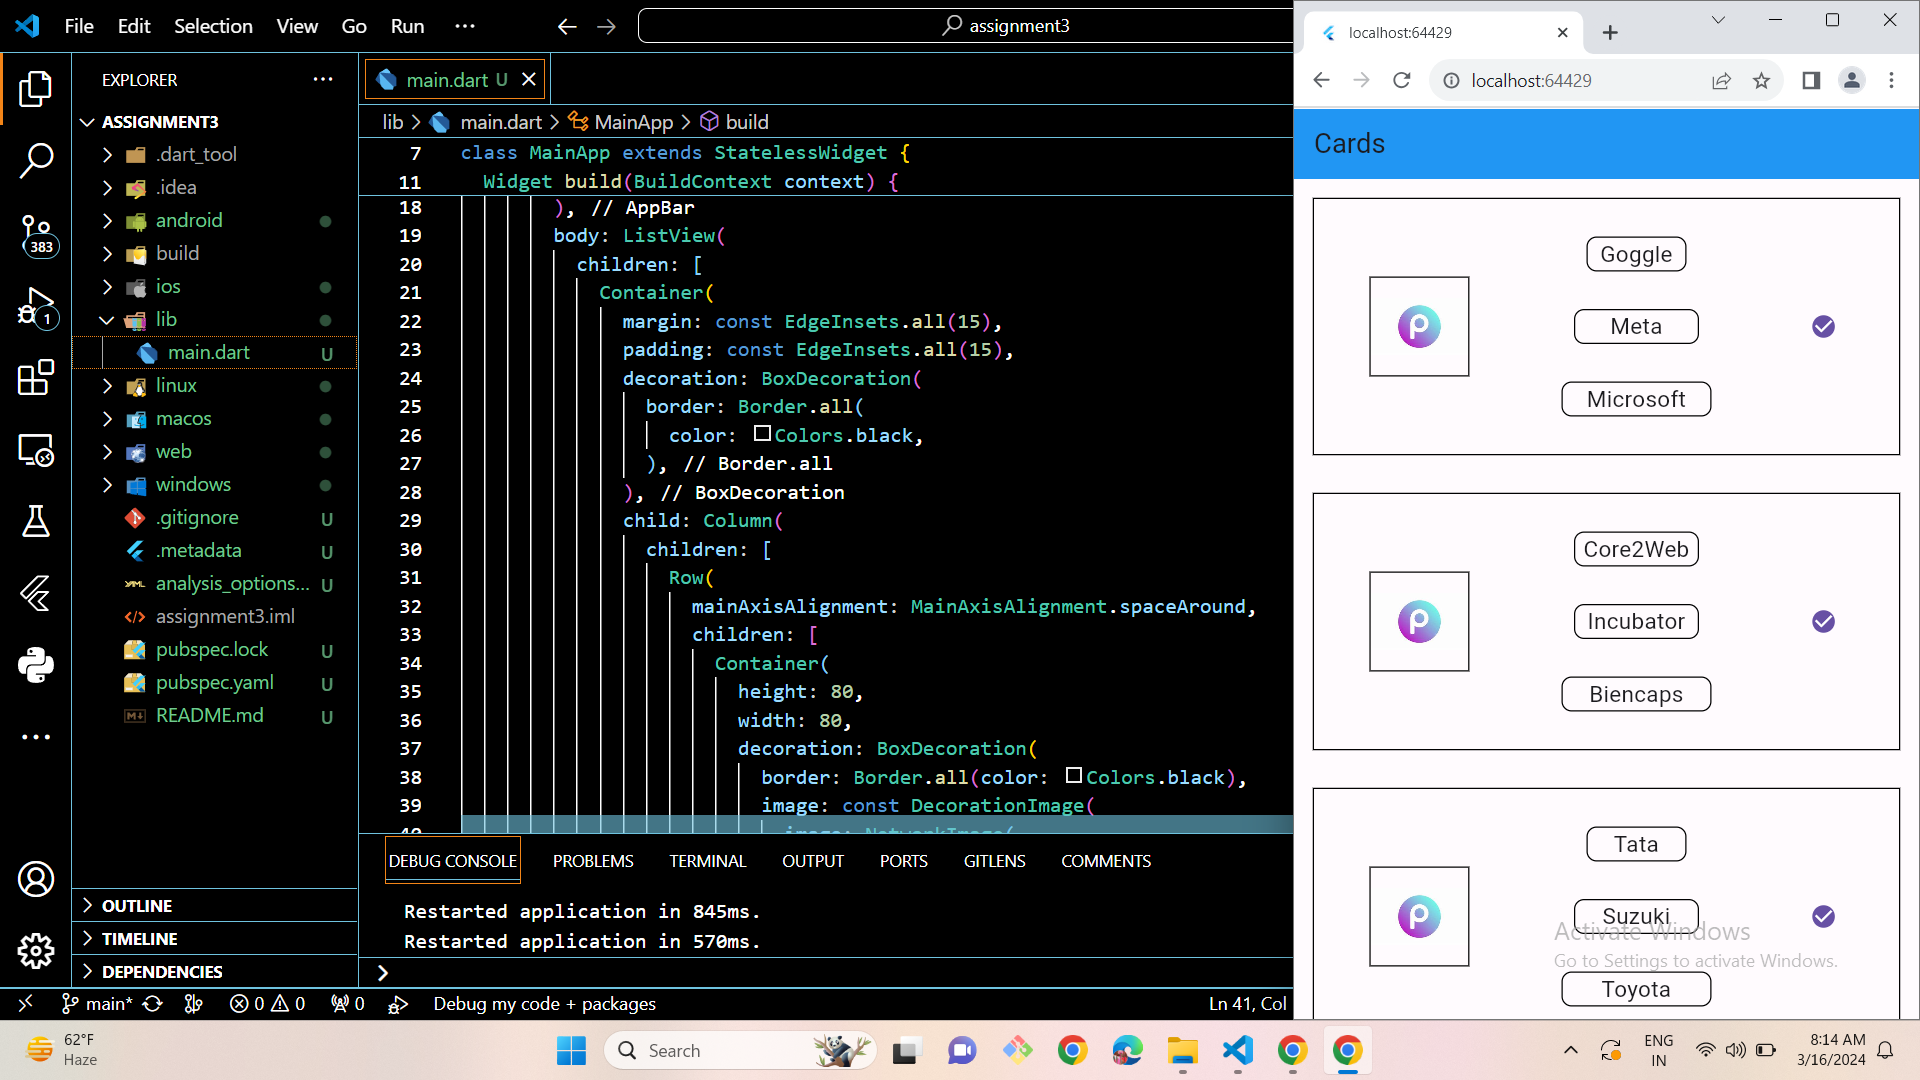 File Edit Selection View Go Run ···
assignment3
EXPLORER ···
ASSIGNMENT3
.dart_tool
.idea
android
build
ios
lib
main.dart U
linux
macos
web
windows
.gitignore U
.metadata U
analysis_options... U
assignment3.iml
pubspec.lock U
pubspec.yaml U
README.md U
OUTLINE
TIMELINE
DEPENDENCIES
383
1
main.dart U
lib > main.dart > MainApp > build
7 class MainApp extends StatelessWidget {
11 Widget build(BuildContext context) {
18 ), // AppBar
19 body: ListView(
20 children: [
21 Container(
22 margin: const EdgeInsets.all(15),
23 padding: const EdgeInsets.all(15),
24 decoration: BoxDecoration(
25 border: Border.all(
26 color: Colors.black,
27 ), // Border.all
28 ), // BoxDecoration
29 child: Column(
30 children: [
31 Row(
32 mainAxisAlignment: MainAxisAlignment.spaceAround,
33 children: [
34 Container(
35 height: 80,
36 width: 80,
37 decoration: BoxDecoration(
38 border: Border.all(color: Colors.black),
39 image: const DecorationImage(
40 image: NetworkImage(
DEBUG CONSOLE PROBLEMS TERMINAL OUTPUT PORTS GITLENS COMMENTS
Restarted application in 845ms.
Restarted application in 570ms.
main* 0 0 0 Debug my code + packages Ln 41, Col
localhost:64429
localhost:64429
Cards
Goggle
Meta
Microsoft
Core2Web
Incubator
Biencaps
Tata
Suzuki
Toyota
Activate Windows
Go to Settings to activate Windows.
62°F
Haze
Search
ENG
IN
8:14 AM
3/16/2024